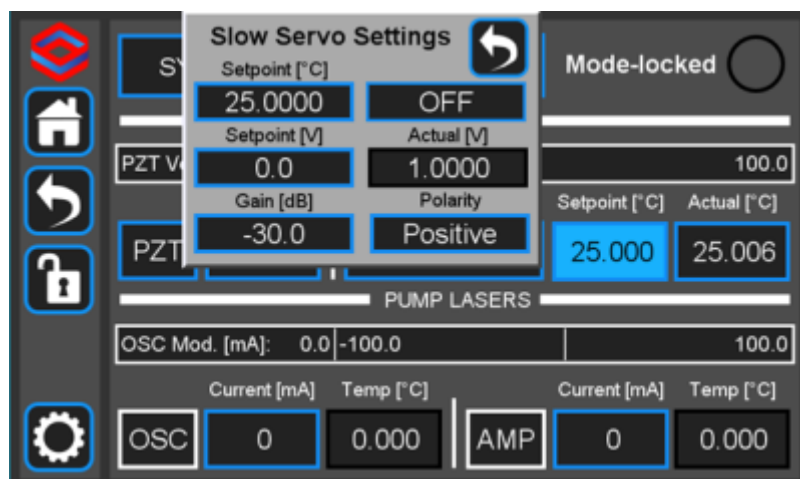 Slow Servo Settings
Setpoint [°C]
25.0000 OFF
Setpoint [V] Actual [V]
0.0 1.0000
Gain [dB] Polarity
-30.0 Positive
Mode-locked
PZT 100.0
Setpoint [°C] Actual [°C]
PZT 25.000 25.006
PUMP LASERS
OSC Mod. [mA]: 0.0 -100.0 100.0
Current [mA] Temp [°C] Current [mA] Temp [°C]
OSC 0 0.000 AMP 0 0.000